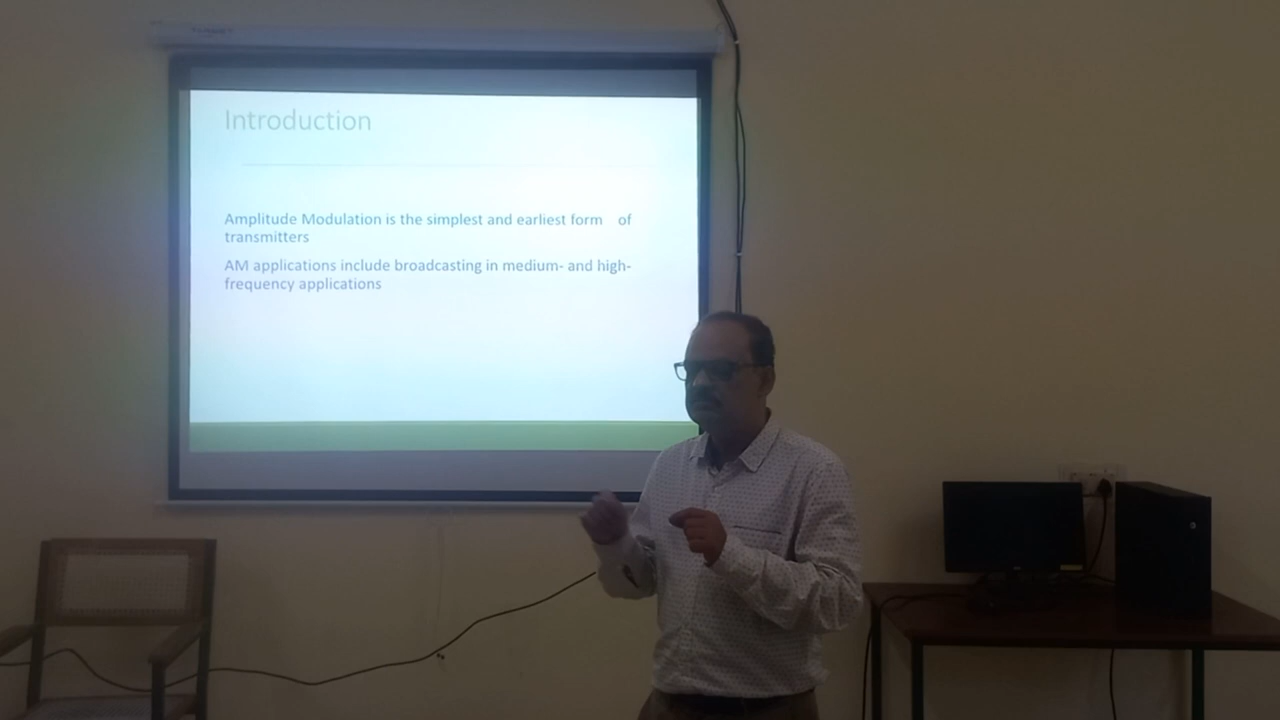 Introduction
Amplitude Modulation is the simplest and earliest form of
transmitters
AM applications include broadcasting in medium- and high-
frequency applications